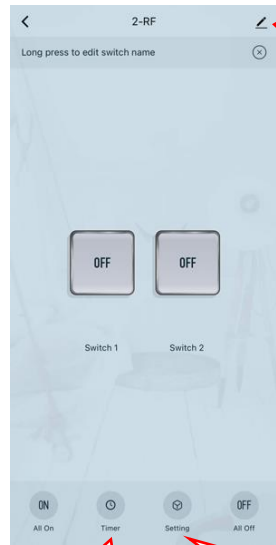 2-RF
Long press to edit switch name
OFF OFF
Switch 1 Switch 2
ON OFF
All On Timer Setting All Off